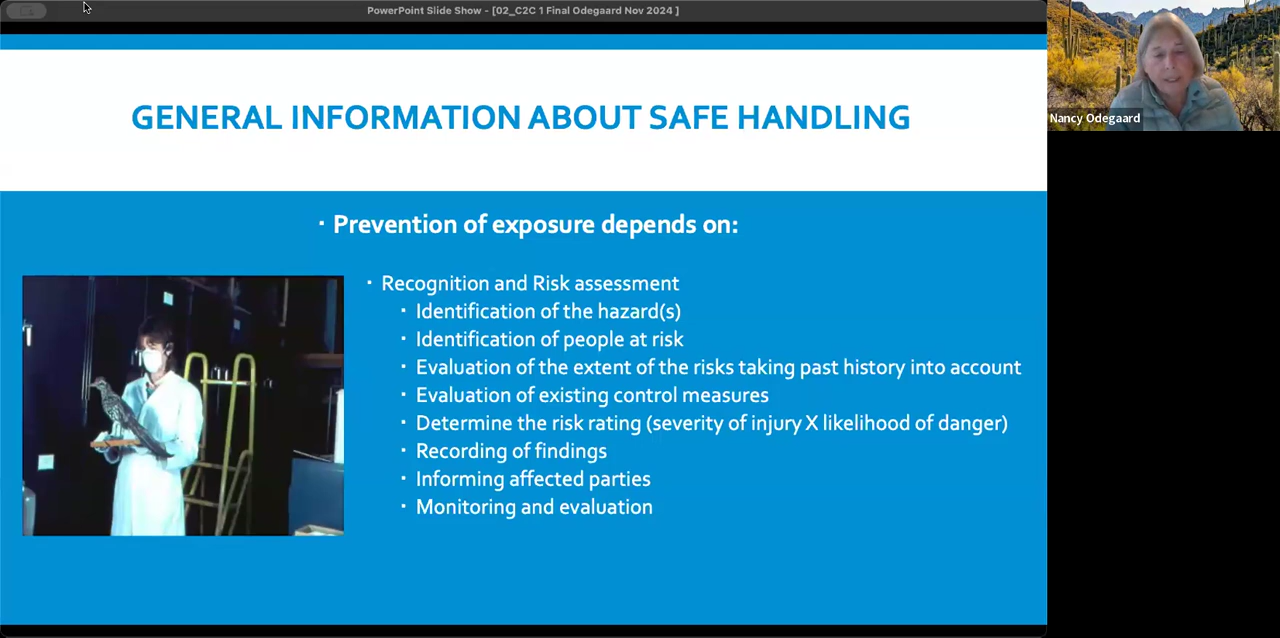 PowerPoint Slide Show - [02_C2C 1 Final Odegaard Nov 2024 ]
Nancy Odegaard
GENERAL INFORMATION ABOUT SAFE HANDLING
▪ Prevention of exposure depends on:
▪ Recognition and Risk assessment
▪ Identification of the hazard(s)
▪ Identification of people at risk
▪ Evaluation of the extent of the risks taking past history into account
▪ Evaluation of existing control measures
▪ Determine the risk rating (severity of injury X likelihood of danger)
▪ Recording of findings
▪ Informing affected parties
▪ Monitoring and evaluation